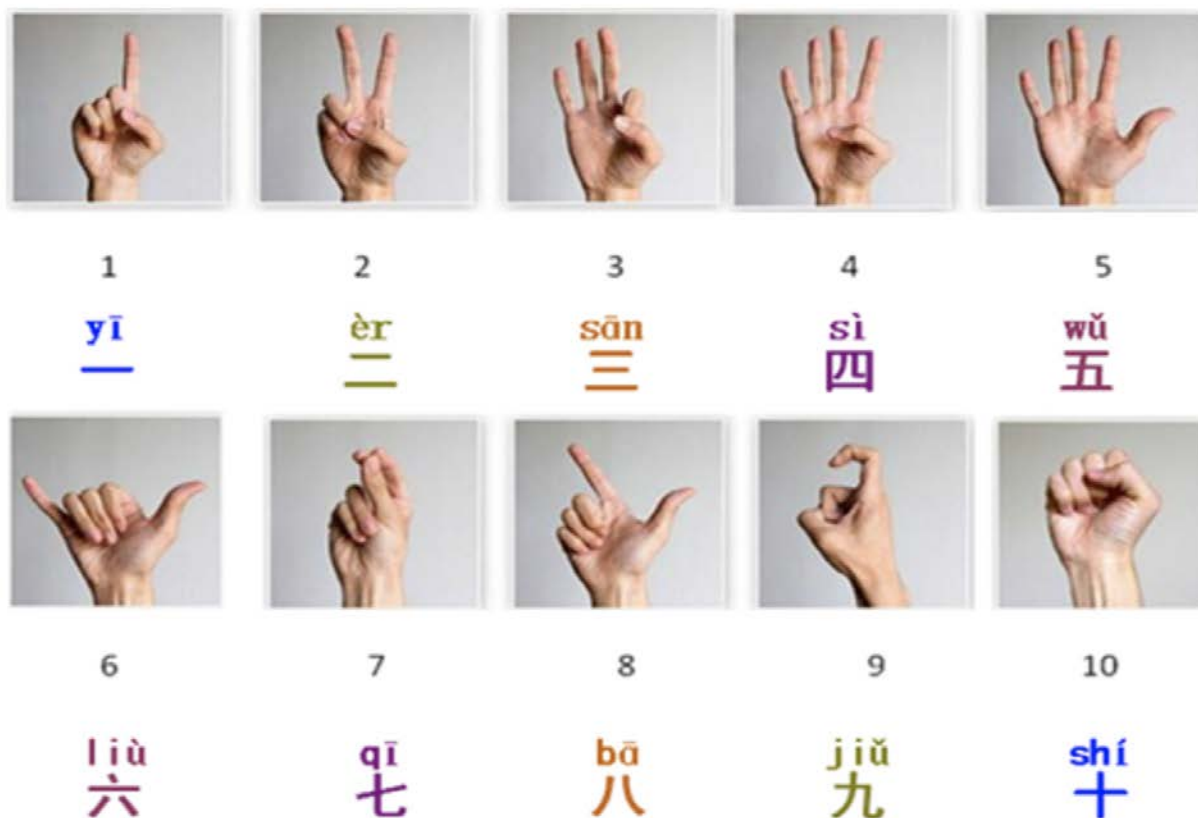 1 2 3 4 5
yī èr sān sì wǔ
一 二 三 四 五
6 7 8 9 10
liù qī bā jiǔ shí
六 七 八 九 十